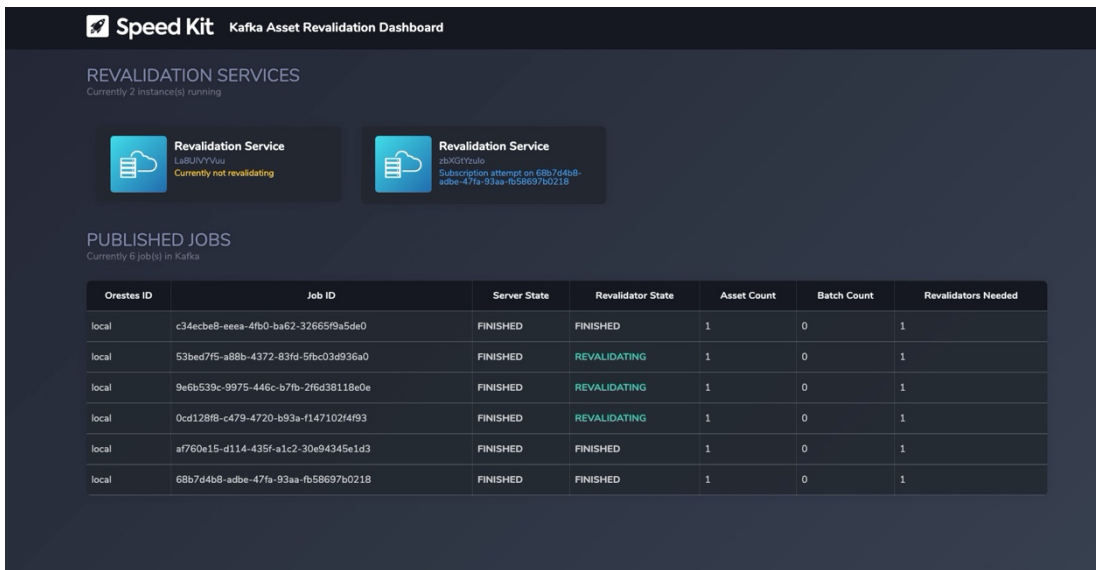 Speed Kit Kafka Asset Revalidation Dashboard
REVALIDATION SERVICES
Currently 2 instance(s) running
Revalidation Service
La8UIVYVuu
Currently not revalidating
Revalidation Service
zbXGtYzulo
Subscription attempt on 68b7d4b8-
adbe-47fa-93aa-fb58697b0218
PUBLISHED JOBS
Currently 6 job(s) in Kafka
Orestes ID Job ID Server State Revalidator State Asset Count Batch Count Revalidators Needed
local c34ecbe8-eeea-4fb0-ba62-32665f9a5de0 FINISHED FINISHED 1 0 1
local 53bed7f5-a88b-4372-83fd-5fbc03d936a0 FINISHED REVALIDATING 1 0 1
local 9e6b539c-9975-446c-b7fb-2f6d38118e0e FINISHED REVALIDATING 1 0 1
local 0cd128f8-c479-4720-b93a-f147102f4f93 FINISHED REVALIDATING 1 0 1
local af760e15-d114-435f-a1c2-30e94345e1d3 FINISHED FINISHED 1 0 1
local 68b7d4b8-adbe-47fa-93aa-fb58697b0218 FINISHED FINISHED 1 0 1